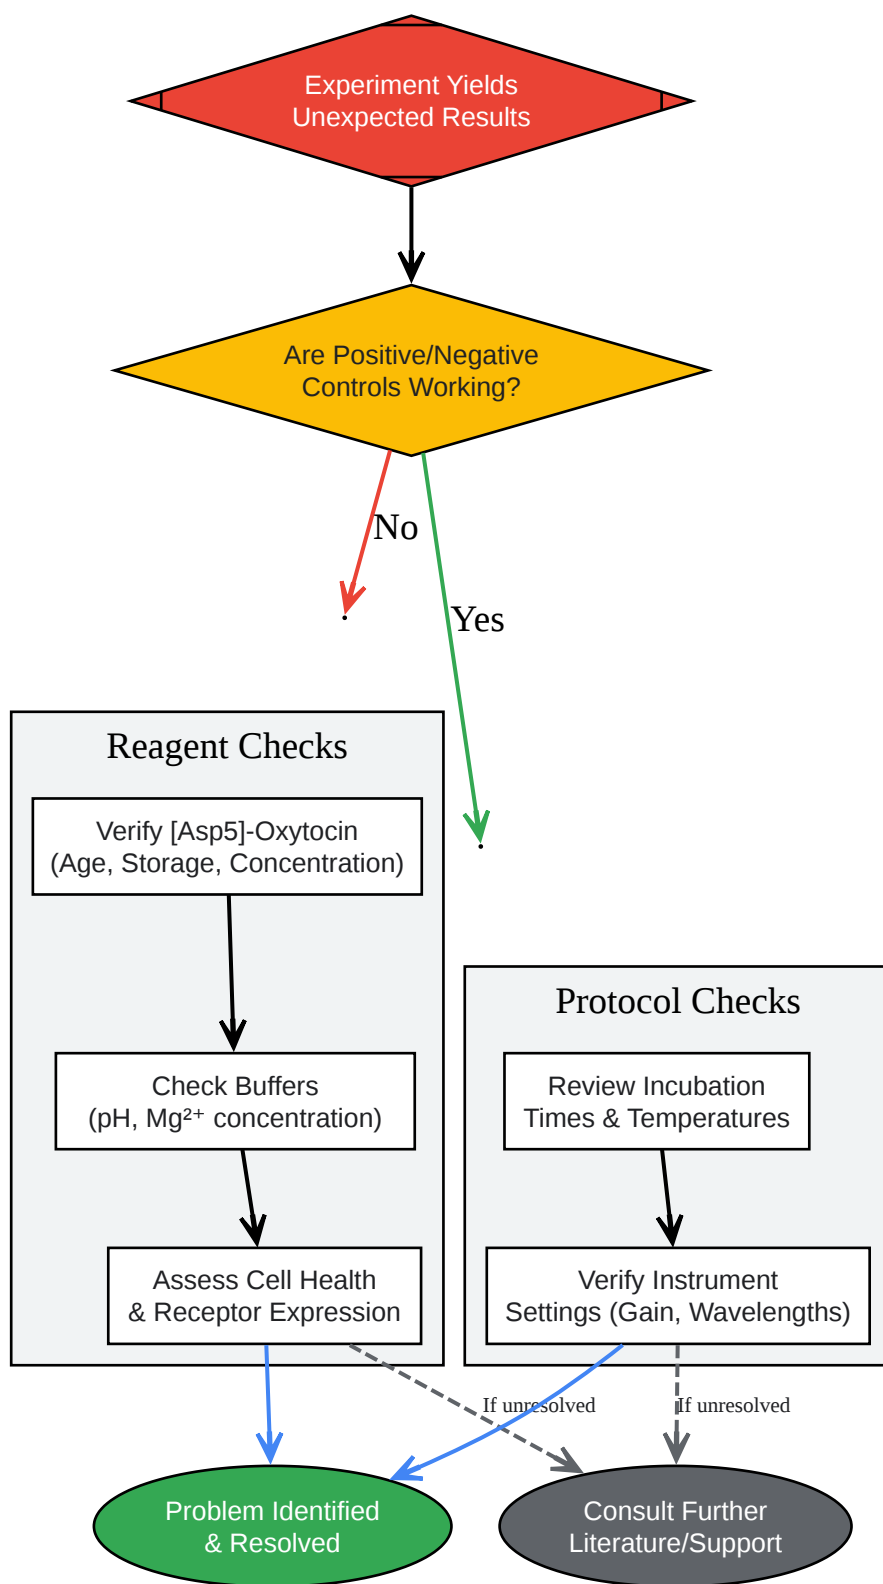 Experiment Yields
Unexpected Results
Are Positive/Negative
Controls Working?
No
Yes
Reagent Checks
Verify [Asp5]-Oxytocin
(Age, Storage, Concentration)
Check Buffers
(pH, Mg²⁺ concentration)
Assess Cell Health
& Receptor Expression
Protocol Checks
Review Incubation
Times & Temperatures
Verify Instrument
Settings (Gain, Wavelengths)
If unresolved
If unresolved
Problem Identified
& Resolved
Consult Further
Literature/Support